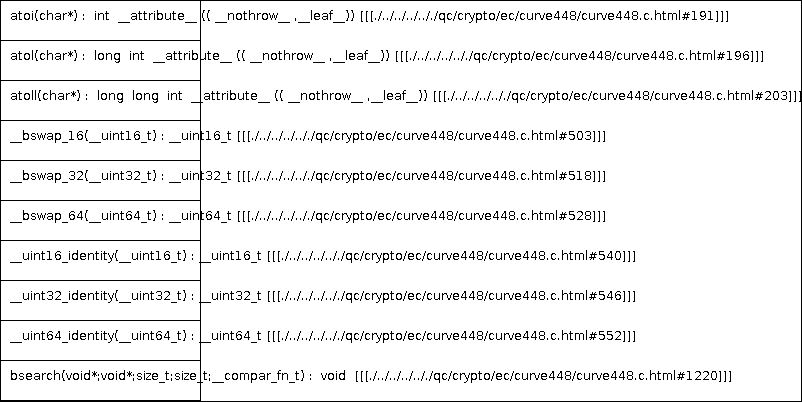 atoi(char*) : int __attribute__ (( __nothrow__ ,__leaf__)) [[[./../../../../qc/crypto/ec/curve448/curve448.c.html#191]]]
atol(char*) : long int __attribute__ (( __nothrow__ ,__leaf__)) [[[./../../../../qc/crypto/ec/curve448/curve448.c.html#196]]]
atoll(char*) : long long int __attribute__ (( __nothrow__ ,__leaf__)) [[[./../../../../qc/crypto/ec/curve448/curve448.c.html#203]]]
__bswap_16(__uint16_t) : __uint16_t [[[./../../../../qc/crypto/ec/curve448/curve448.c.html#503]]]
__bswap_32(__uint32_t) : __uint32_t [[[./../../../../qc/crypto/ec/curve448/curve448.c.html#518]]]
__bswap_64(__uint64_t) : __uint64_t [[[./../../../../qc/crypto/ec/curve448/curve448.c.html#528]]]
__uint16_identity(__uint16_t) : __uint16_t [[[./../../../../qc/crypto/ec/curve448/curve448.c.html#540]]]
__uint32_identity(__uint32_t) : __uint32_t [[[./../../../../qc/crypto/ec/curve448/curve448.c.html#546]]]
__uint64_identity(__uint64_t) : __uint64_t [[[./../../../../qc/crypto/ec/curve448/curve448.c.html#552]]]
bsearch(void*;void*;size_t;size_t;__compar_fn_t) : void [[[./../../../../qc/crypto/ec/curve448/curve448.c.html#1220]]]